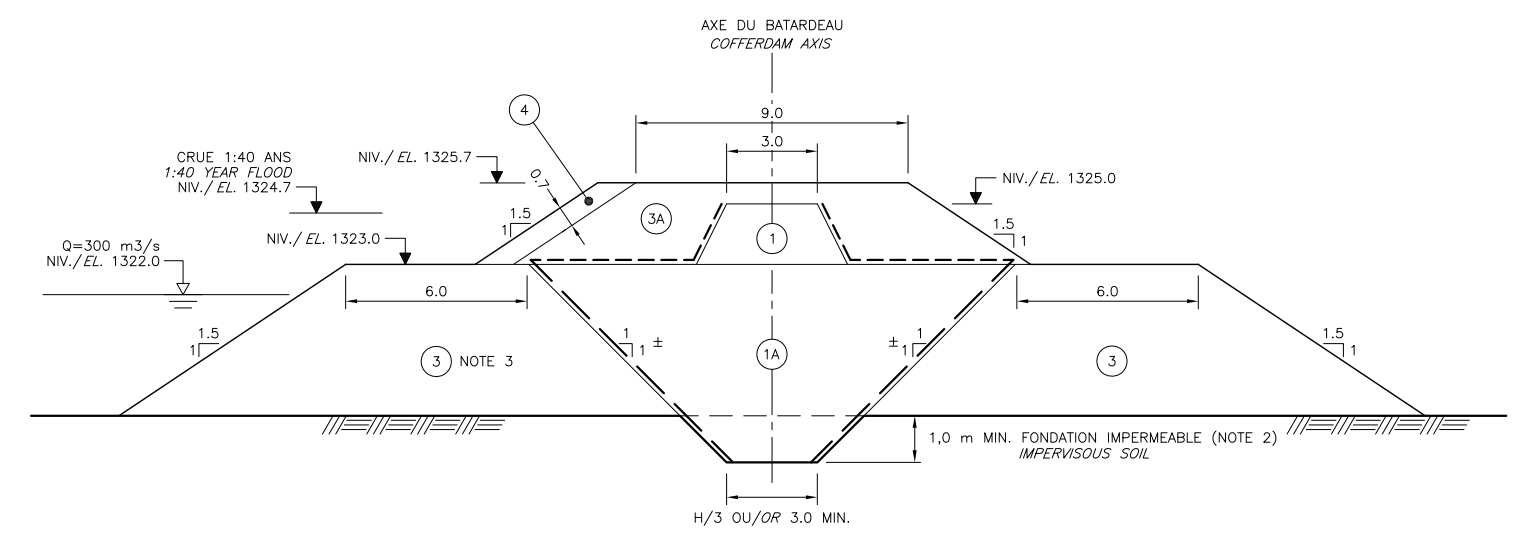 AXE DU BATARDEAU
COFFERDAM AXIS
4
9.0
3.0
CRUE 1:40 ANS
1:40 YEAR FLOOD
NIV./EL. 1324.7
NIV./EL. 1325.7
0.7
NIV./EL. 1325.0
1.5
1
3A
1
1.5
1
Q=300 m3/s
NIV./EL. 1322.0
NIV./EL. 1323.0
6.0
6.0
1.5
1
1
1
±
±
1
1
1.5
1
3 NOTE 3
1A
3
1,0 m MIN. FONDATION IMPERMEABLE (NOTE 2)
IMPERVISOUS SOIL
H/3 OU/OR 3.0 MIN.